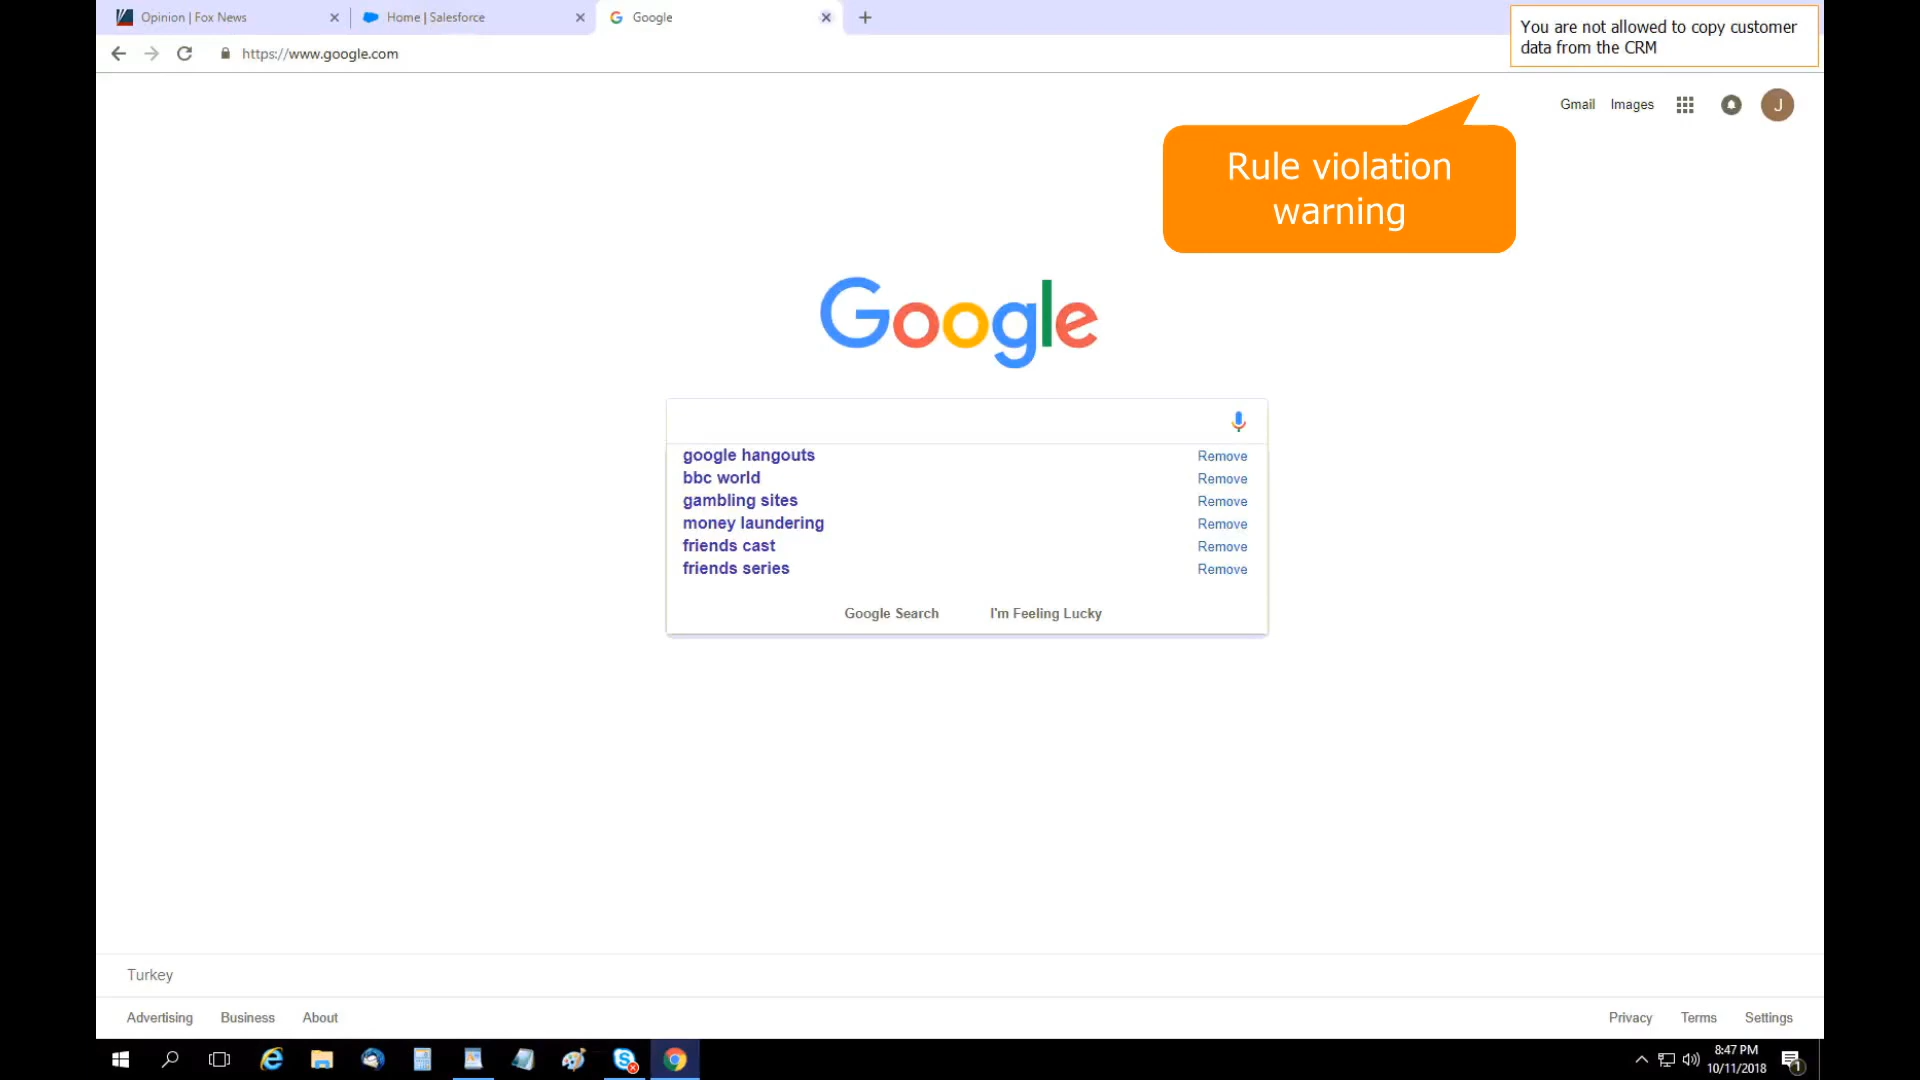 Opinion | Fox News
Home | Salesforce
Google
https://www.google.com
You are not allowed to copy customer
data from the CRM
Gmail Images
J
Rule violation
warning
Google
google hangouts Remove
bbc world Remove
gambling sites Remove
money laundering Remove
friends cast Remove
friends series Remove
Google Search I'm Feeling Lucky
Turkey
Advertising Business About
Privacy Terms Settings
8:47 PM
10/11/2018
1